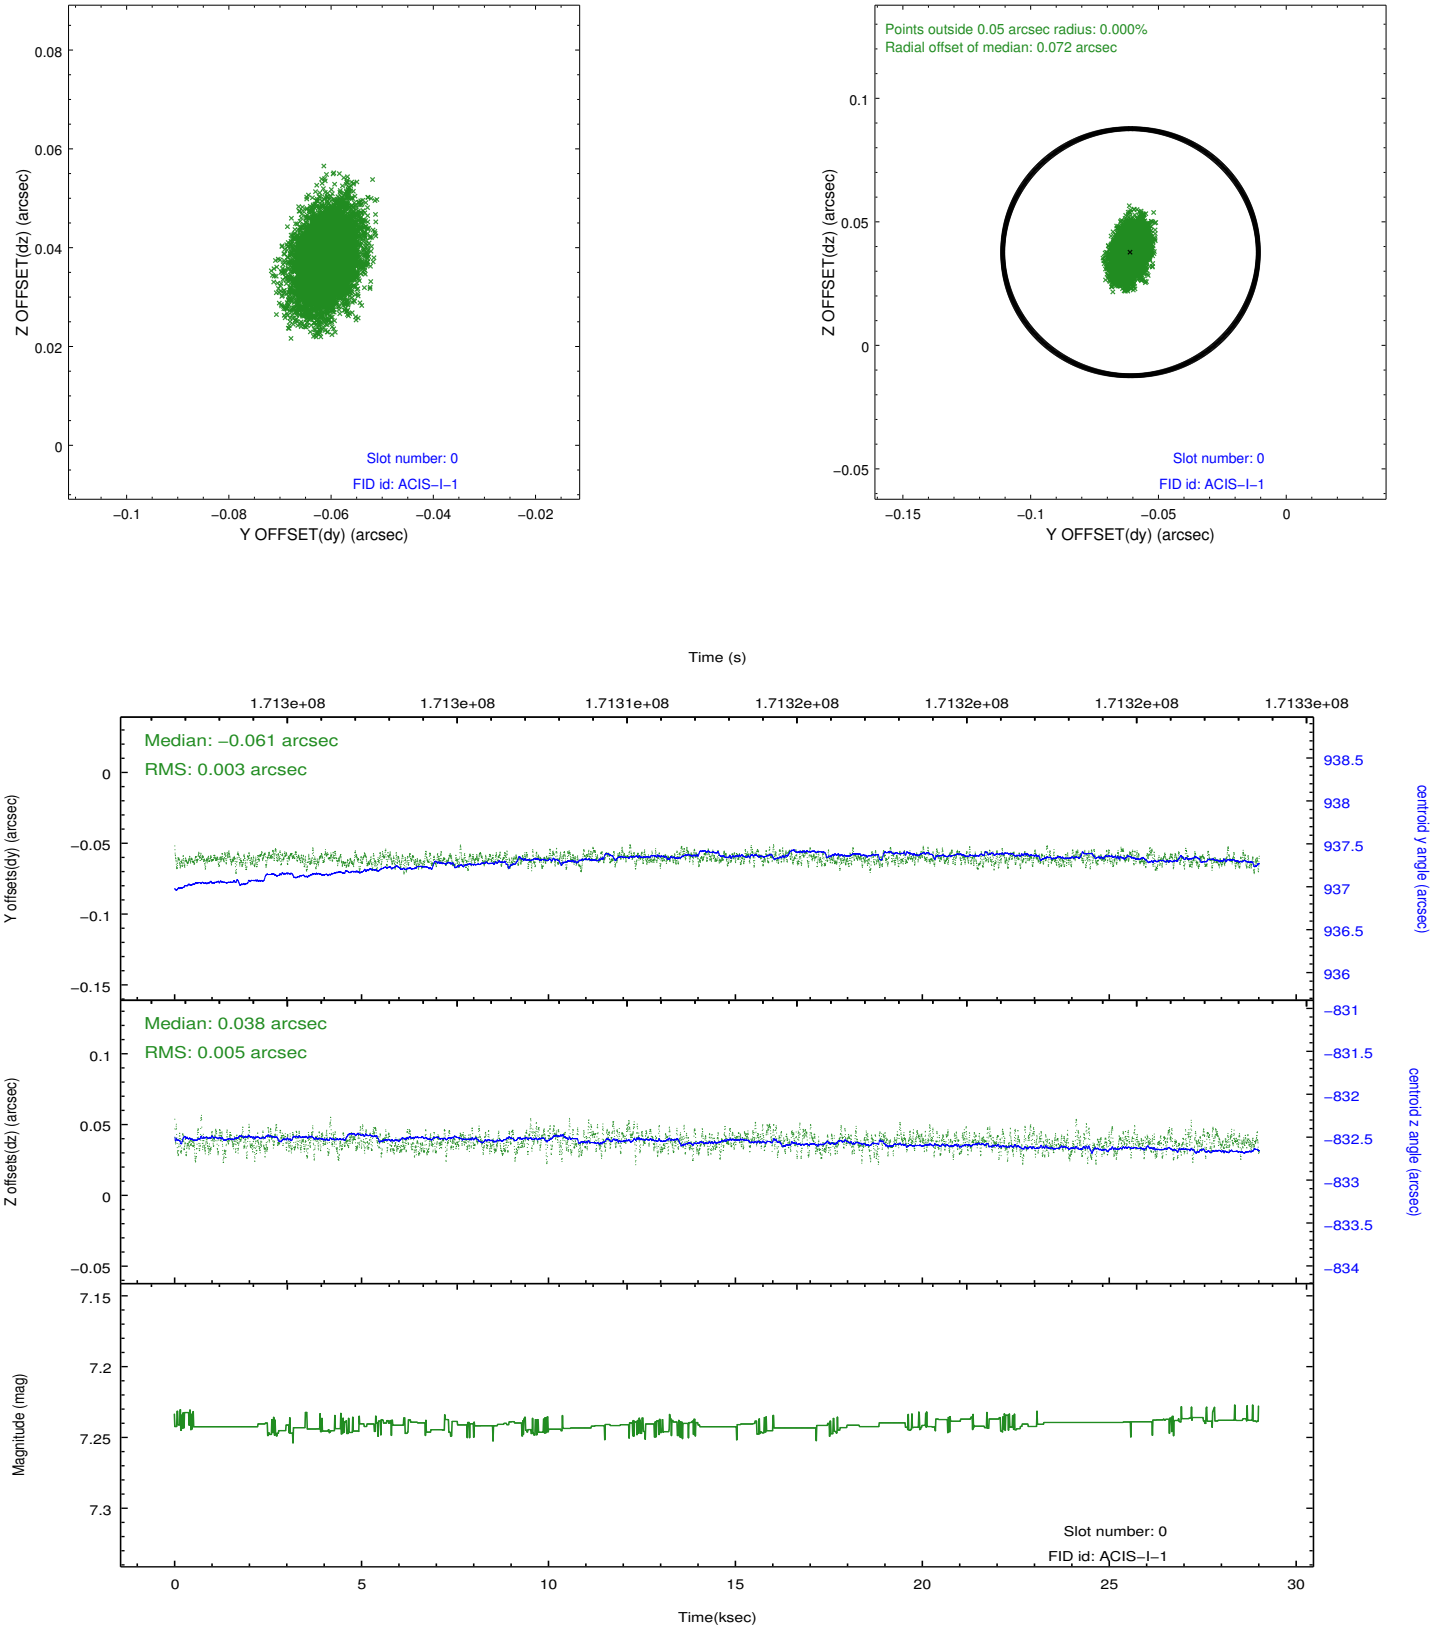 0.08
0.06
0.04
0.02
0
Z OFFSET(dz) (arcsec)
Slot number: 0
FID id: ACIS−I−1
−0.1
−0.08
−0.06
−0.04
−0.02
Y OFFSET(dy) (arcsec)
Points outside 0.05 arcsec radius: 0.000%
Radial offset of median: 0.072 arcsec
0.1
0.05
0
−0.05
Z OFFSET(dz) (arcsec)
Slot number: 0
FID id: ACIS−I−1
−0.15
−0.1
−0.05
0
Y OFFSET(dy) (arcsec)
Time (s)
1.713e+08
1.713e+08
1.7131e+08
1.7132e+08
1.7132e+08
1.7132e+08
1.7133e+08
Median: −0.061 arcsec
RMS: 0.003 arcsec
0
−0.05
−0.1
−0.15
Y offsets(dy) (arcsec)
938.5
938
937.5
937
936.5
936
centroid y angle (arcsec)
Median: 0.038 arcsec
RMS: 0.005 arcsec
0.1
0.05
0
−0.05
Z offsets(dz) (arcsec)
−831
−831.5
−832
−832.5
−833
−833.5
−834
centroid z angle (arcsec)
7.15
7.2
7.25
7.3
Magnitude (mag)
Slot number: 0
FID id: ACIS−I−1
0
5
10
15
20
25
30
Time(ksec)